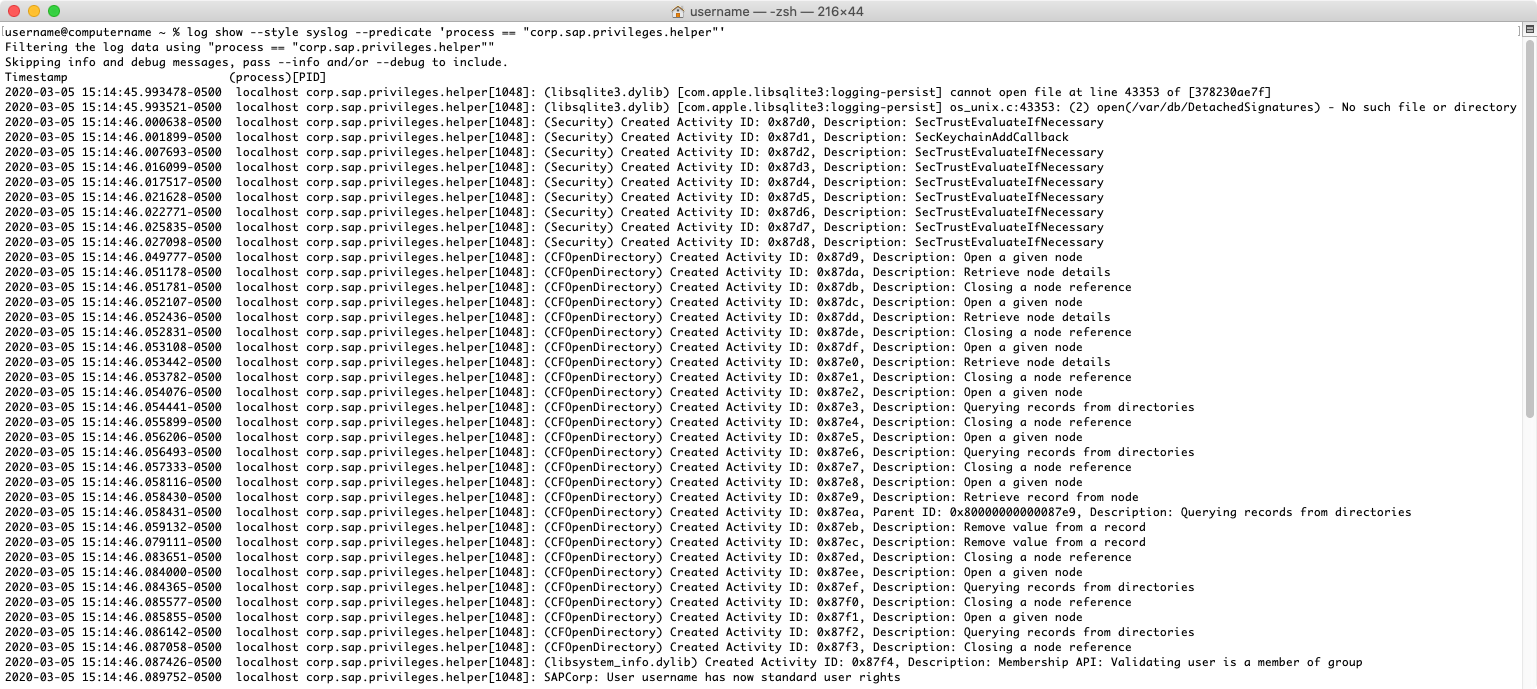 username — -zsh — 216×44
username@computername ~ % log show --style syslog --predicate 'process == "corp.sap.privileges.helper"'
Filtering the log data using "process == "corp.sap.privileges.helper""
Skipping info and debug messages, pass --info and/or --debug to include.
Timestamp                       (process)[PID]
2020-03-05 15:14:45.993478-0500  localhost corp.sap.privileges.helper[1048]: (libsqlite3.dylib) [com.apple.libsqlite3:logging-persist] cannot open file at line 43353 of [378230ae7f]
2020-03-05 15:14:45.993521-0500  localhost corp.sap.privileges.helper[1048]: (libsqlite3.dylib) [com.apple.libsqlite3:logging-persist] os_unix.c:43353: (2) open(/var/db/DetachedSignatures) - No such file or directory
2020-03-05 15:14:46.000638-0500  localhost corp.sap.privileges.helper[1048]: (Security) Created Activity ID: 0x87d0, Description: SecTrustEvaluateIfNecessary
2020-03-05 15:14:46.001899-0500  localhost corp.sap.privileges.helper[1048]: (Security) Created Activity ID: 0x87d1, Description: SecKeychainAddCallback
2020-03-05 15:14:46.007693-0500  localhost corp.sap.privileges.helper[1048]: (Security) Created Activity ID: 0x87d2, Description: SecTrustEvaluateIfNecessary
2020-03-05 15:14:46.016099-0500  localhost corp.sap.privileges.helper[1048]: (Security) Created Activity ID: 0x87d3, Description: SecTrustEvaluateIfNecessary
2020-03-05 15:14:46.017517-0500  localhost corp.sap.privileges.helper[1048]: (Security) Created Activity ID: 0x87d4, Description: SecTrustEvaluateIfNecessary
2020-03-05 15:14:46.021628-0500  localhost corp.sap.privileges.helper[1048]: (Security) Created Activity ID: 0x87d5, Description: SecTrustEvaluateIfNecessary
2020-03-05 15:14:46.022771-0500  localhost corp.sap.privileges.helper[1048]: (Security) Created Activity ID: 0x87d6, Description: SecTrustEvaluateIfNecessary
2020-03-05 15:14:46.025835-0500  localhost corp.sap.privileges.helper[1048]: (Security) Created Activity ID: 0x87d7, Description: SecTrustEvaluateIfNecessary
2020-03-05 15:14:46.027098-0500  localhost corp.sap.privileges.helper[1048]: (Security) Created Activity ID: 0x87d8, Description: SecTrustEvaluateIfNecessary
2020-03-05 15:14:46.049777-0500  localhost corp.sap.privileges.helper[1048]: (CFOpenDirectory) Created Activity ID: 0x87d9, Description: Open a given node
2020-03-05 15:14:46.051178-0500  localhost corp.sap.privileges.helper[1048]: (CFOpenDirectory) Created Activity ID: 0x87da, Description: Retrieve node details
2020-03-05 15:14:46.051781-0500  localhost corp.sap.privileges.helper[1048]: (CFOpenDirectory) Created Activity ID: 0x87db, Description: Closing a node reference
2020-03-05 15:14:46.052107-0500  localhost corp.sap.privileges.helper[1048]: (CFOpenDirectory) Created Activity ID: 0x87dc, Description: Open a given node
2020-03-05 15:14:46.052436-0500  localhost corp.sap.privileges.helper[1048]: (CFOpenDirectory) Created Activity ID: 0x87dd, Description: Retrieve node details
2020-03-05 15:14:46.052831-0500  localhost corp.sap.privileges.helper[1048]: (CFOpenDirectory) Created Activity ID: 0x87de, Description: Closing a node reference
2020-03-05 15:14:46.053108-0500  localhost corp.sap.privileges.helper[1048]: (CFOpenDirectory) Created Activity ID: 0x87df, Description: Open a given node
2020-03-05 15:14:46.053442-0500  localhost corp.sap.privileges.helper[1048]: (CFOpenDirectory) Created Activity ID: 0x87e0, Description: Retrieve node details
2020-03-05 15:14:46.053782-0500  localhost corp.sap.privileges.helper[1048]: (CFOpenDirectory) Created Activity ID: 0x87e1, Description: Closing a node reference
2020-03-05 15:14:46.054076-0500  localhost corp.sap.privileges.helper[1048]: (CFOpenDirectory) Created Activity ID: 0x87e2, Description: Open a given node
2020-03-05 15:14:46.054441-0500  localhost corp.sap.privileges.helper[1048]: (CFOpenDirectory) Created Activity ID: 0x87e3, Description: Querying records from directories
2020-03-05 15:14:46.055899-0500  localhost corp.sap.privileges.helper[1048]: (CFOpenDirectory) Created Activity ID: 0x87e4, Description: Closing a node reference
2020-03-05 15:14:46.056206-0500  localhost corp.sap.privileges.helper[1048]: (CFOpenDirectory) Created Activity ID: 0x87e5, Description: Open a given node
2020-03-05 15:14:46.056493-0500  localhost corp.sap.privileges.helper[1048]: (CFOpenDirectory) Created Activity ID: 0x87e6, Description: Querying records from directories
2020-03-05 15:14:46.057333-0500  localhost corp.sap.privileges.helper[1048]: (CFOpenDirectory) Created Activity ID: 0x87e7, Description: Closing a node reference
2020-03-05 15:14:46.058116-0500  localhost corp.sap.privileges.helper[1048]: (CFOpenDirectory) Created Activity ID: 0x87e8, Description: Open a given node
2020-03-05 15:14:46.058430-0500  localhost corp.sap.privileges.helper[1048]: (CFOpenDirectory) Created Activity ID: 0x87e9, Description: Retrieve record from node
2020-03-05 15:14:46.058431-0500  localhost corp.sap.privileges.helper[1048]: (CFOpenDirectory) Created Activity ID: 0x87ea, Parent ID: 0x80000000000087e9, Description: Querying records from directories
2020-03-05 15:14:46.059132-0500  localhost corp.sap.privileges.helper[1048]: (CFOpenDirectory) Created Activity ID: 0x87eb, Description: Remove value from a record
2020-03-05 15:14:46.079111-0500  localhost corp.sap.privileges.helper[1048]: (CFOpenDirectory) Created Activity ID: 0x87ec, Description: Remove value from a record
2020-03-05 15:14:46.083651-0500  localhost corp.sap.privileges.helper[1048]: (CFOpenDirectory) Created Activity ID: 0x87ed, Description: Closing a node reference
2020-03-05 15:14:46.084000-0500  localhost corp.sap.privileges.helper[1048]: (CFOpenDirectory) Created Activity ID: 0x87ee, Description: Open a given node
2020-03-05 15:14:46.084365-0500  localhost corp.sap.privileges.helper[1048]: (CFOpenDirectory) Created Activity ID: 0x87ef, Description: Querying records from directories
2020-03-05 15:14:46.085577-0500  localhost corp.sap.privileges.helper[1048]: (CFOpenDirectory) Created Activity ID: 0x87f0, Description: Closing a node reference
2020-03-05 15:14:46.085855-0500  localhost corp.sap.privileges.helper[1048]: (CFOpenDirectory) Created Activity ID: 0x87f1, Description: Open a given node
2020-03-05 15:14:46.086142-0500  localhost corp.sap.privileges.helper[1048]: (CFOpenDirectory) Created Activity ID: 0x87f2, Description: Querying records from directories
2020-03-05 15:14:46.087058-0500  localhost corp.sap.privileges.helper[1048]: (CFOpenDirectory) Created Activity ID: 0x87f3, Description: Closing a node reference
2020-03-05 15:14:46.087426-0500  localhost corp.sap.privileges.helper[1048]: (libsystem_info.dylib) Created Activity ID: 0x87f4, Description: Membership API: Validating user is a member of group
2020-03-05 15:14:46.089752-0500  localhost corp.sap.privileges.helper[1048]: SAPCorp: User username has now standard user rights